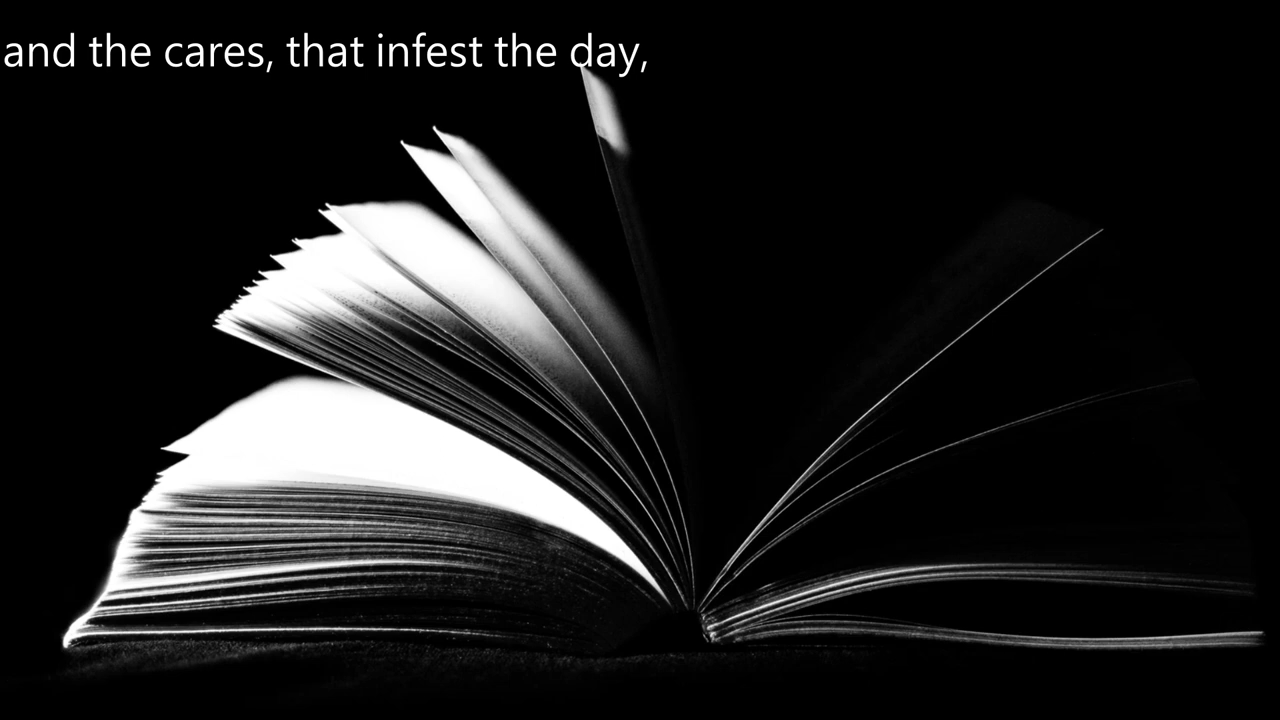 and the cares, that infest the day,